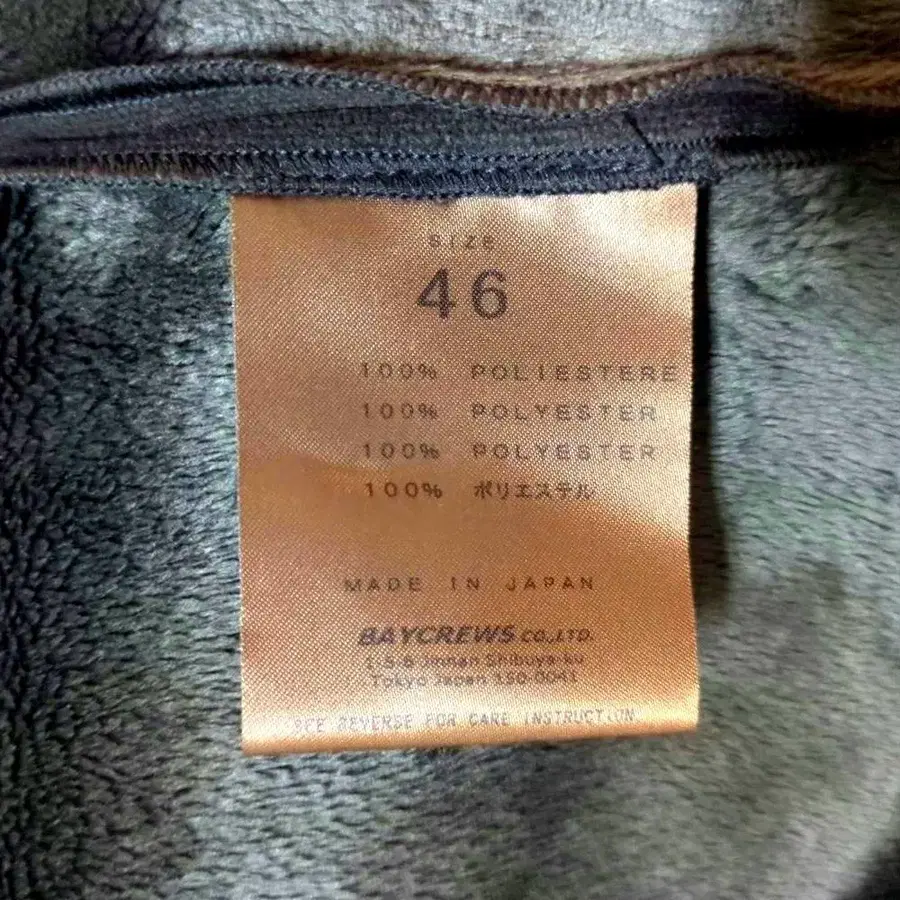 size
46
100% POLIESTERE
100% POLYESTER
100% POLYESTER
100% ポリエステル
MADE IN JAPAN
BAYCREWS CO.,LTD.
1-5-6 Jinnan Shibuya-ku
Tokyo Japan 150-0041
SEE REVERSE FOR CARE INSTRUCTION